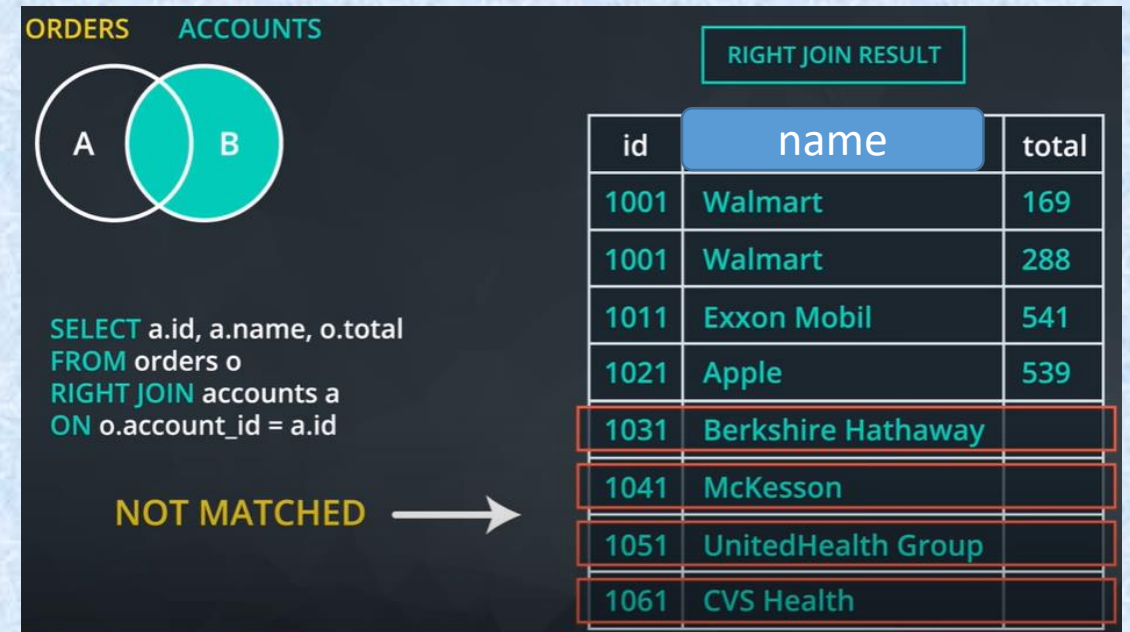 ORDERS ACCOUNTS
A B
SELECT a.id, a.name, o.total
FROM orders o
RIGHT JOIN accounts a
ON o.account_id = a.id
NOT MATCHED
RIGHT JOIN RESULT
id name total
1001 Walmart 169
1001 Walmart 288
1011 Exxon Mobil 541
1021 Apple 539
1031 Berkshire Hathaway
1041 McKesson
1051 UnitedHealth Group
1061 CVS Health